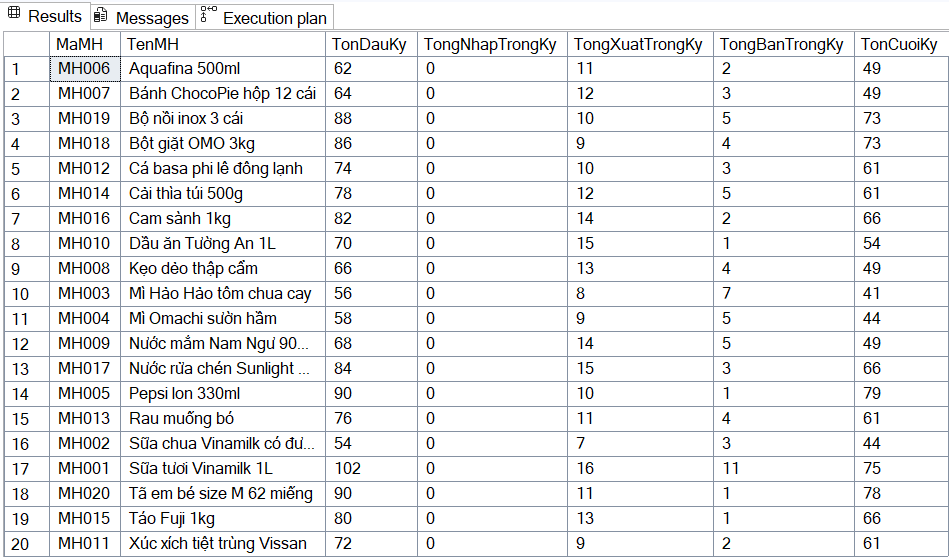 Results Messages Execution plan
MaMH TenMH TonDauKy TongNhapTrongKy TongXuatTrongKy TongBanTrongKy TonCuoiKy
1 MH006 Aquafina 500ml 62 0 11 2 49
2 MH007 Bánh ChocoPie hộp 12 cái 64 0 12 3 49
3 MH019 Bộ nồi inox 3 cái 88 0 10 5 73
4 MH018 Bột giặt OMO 3kg 86 0 9 4 73
5 MH012 Cá basa phi lê đông lạnh 74 0 10 3 61
6 MH014 Cải thìa túi 500g 78 0 12 5 61
7 MH016 Cam sành 1kg 82 0 14 2 66
8 MH010 Dầu ăn Tường An 1L 70 0 15 1 54
9 MH008 Kẹo dẻo thập cẩm 66 0 13 4 49
10 MH003 Mì Hảo Hảo tôm chua cay 56 0 8 7 41
11 MH004 Mì Omachi sườn hầm 58 0 9 5 44
12 MH009 Nước mắm Nam Ngư 90... 68 0 14 5 49
13 MH017 Nước rửa chén Sunlight ... 84 0 15 3 66
14 MH005 Pepsi lon 330ml 90 0 10 1 79
15 MH013 Rau muống bó 76 0 11 4 61
16 MH002 Sữa chua Vinamilk có đư... 54 0 7 3 44
17 MH001 Sữa tươi Vinamilk 1L 102 0 16 11 75
18 MH020 Tã em bé size M 62 miếng 90 0 11 1 78
19 MH015 Táo Fuji 1kg 80 0 13 1 66
20 MH011 Xúc xích tiệt trùng Vissan 72 0 9 2 61